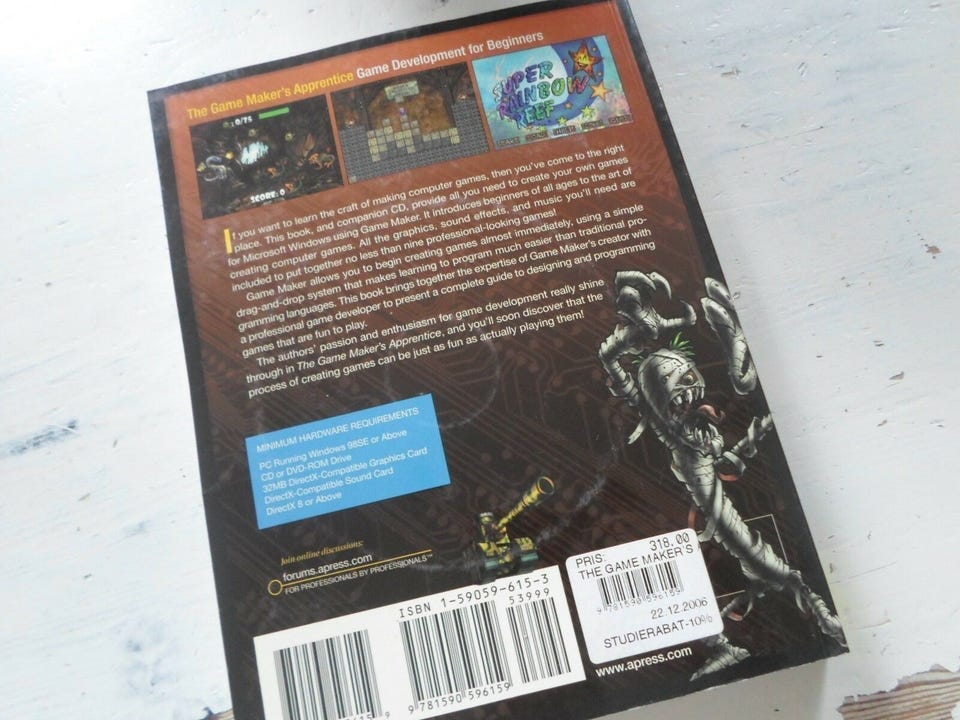 The Game Maker's Apprentice Game Development for Beginners
0/75
SCORE: 0
SUPER
RAINBOW
REEF
If you want to learn the craft of making computer games, then you've come to the right
place. This book, and companion CD, provide all you need to create your own games
for Microsoft Windows using Game Maker. It introduces beginners of all ages to the art of
creating computer games. All the graphics, sound effects, and music you'll need are
included to put together no less than nine professional-looking games!
Game Maker allows you to begin creating games almost immediately, using a simple
drag-and-drop system that makes learning to program much easier than traditional pro-
gramming languages. This book brings together the expertise of Game Maker's creator with
a professional game developer to present a complete guide to designing and programming
games that are fun to play.
The authors' passion and enthusiasm for game development really shine
through in The Game Maker's Apprentice, and you'll soon discover that the
process of creating games can be just as fun as actually playing them!
MINIMUM HARDWARE REQUIREMENTS
PC Running Windows 98SE or Above
CD or DVD-ROM Drive
32MB DirectX-Compatible Graphics Card
DirectX-Compatible Sound Card
DirectX 8 or Above
Join online discussions:
forums.apress.com
FOR PROFESSIONALS BY PROFESSIONALS™
ISBN 1-59059-615-3
53999
9 781590 596159
PRIS: 318.00
THE GAME MAKER'S
9 781590 596159
22.12.2006
STUDIERABAT-10%
www.apress.com